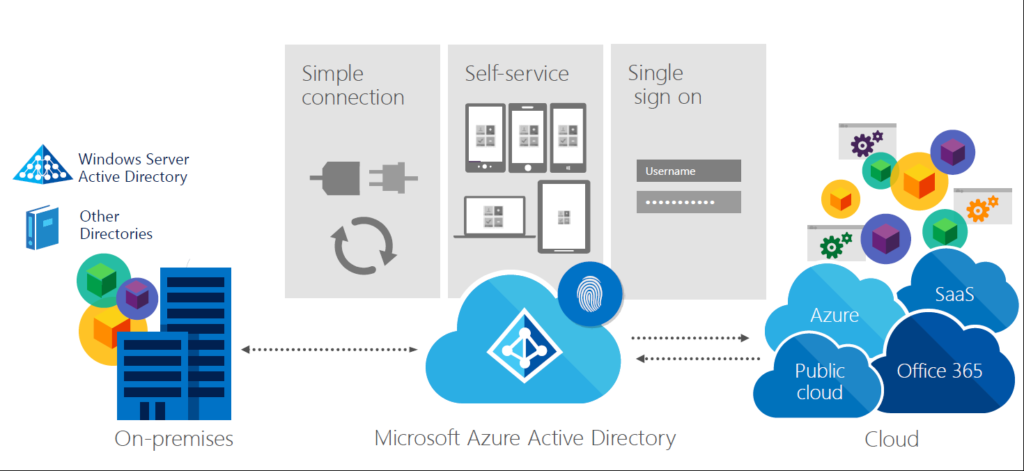 Simple
connection
Self-service
Single
sign on
Username
Windows Server
Active Directory
Other
Directories
SaaS
Azure
Public
cloud
Office 365
On-premises
Microsoft Azure Active Directory
Cloud